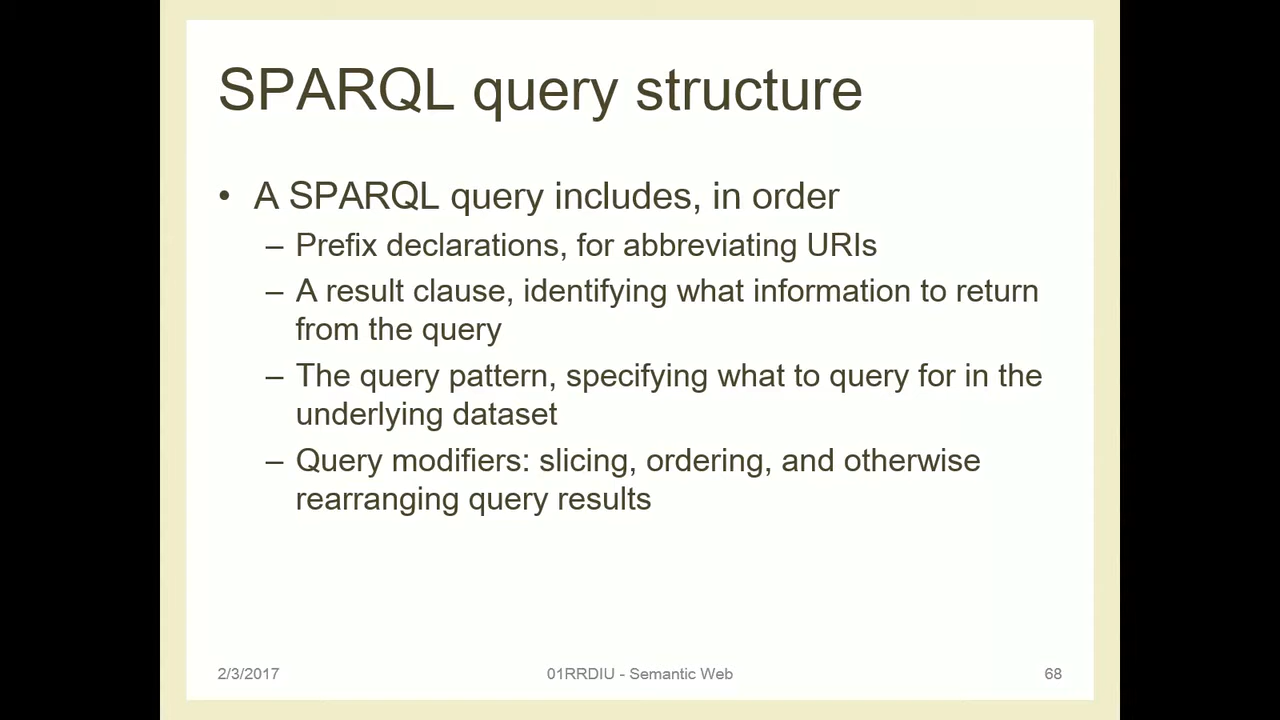 SPARQL query structure
• A SPARQL query includes, in order
– Prefix declarations, for abbreviating URIs
– A result clause, identifying what information to return
from the query
– The query pattern, specifying what to query for in the
underlying dataset
– Query modifiers: slicing, ordering, and otherwise
rearranging query results
2/3/2017
01RRDIU - Semantic Web
68